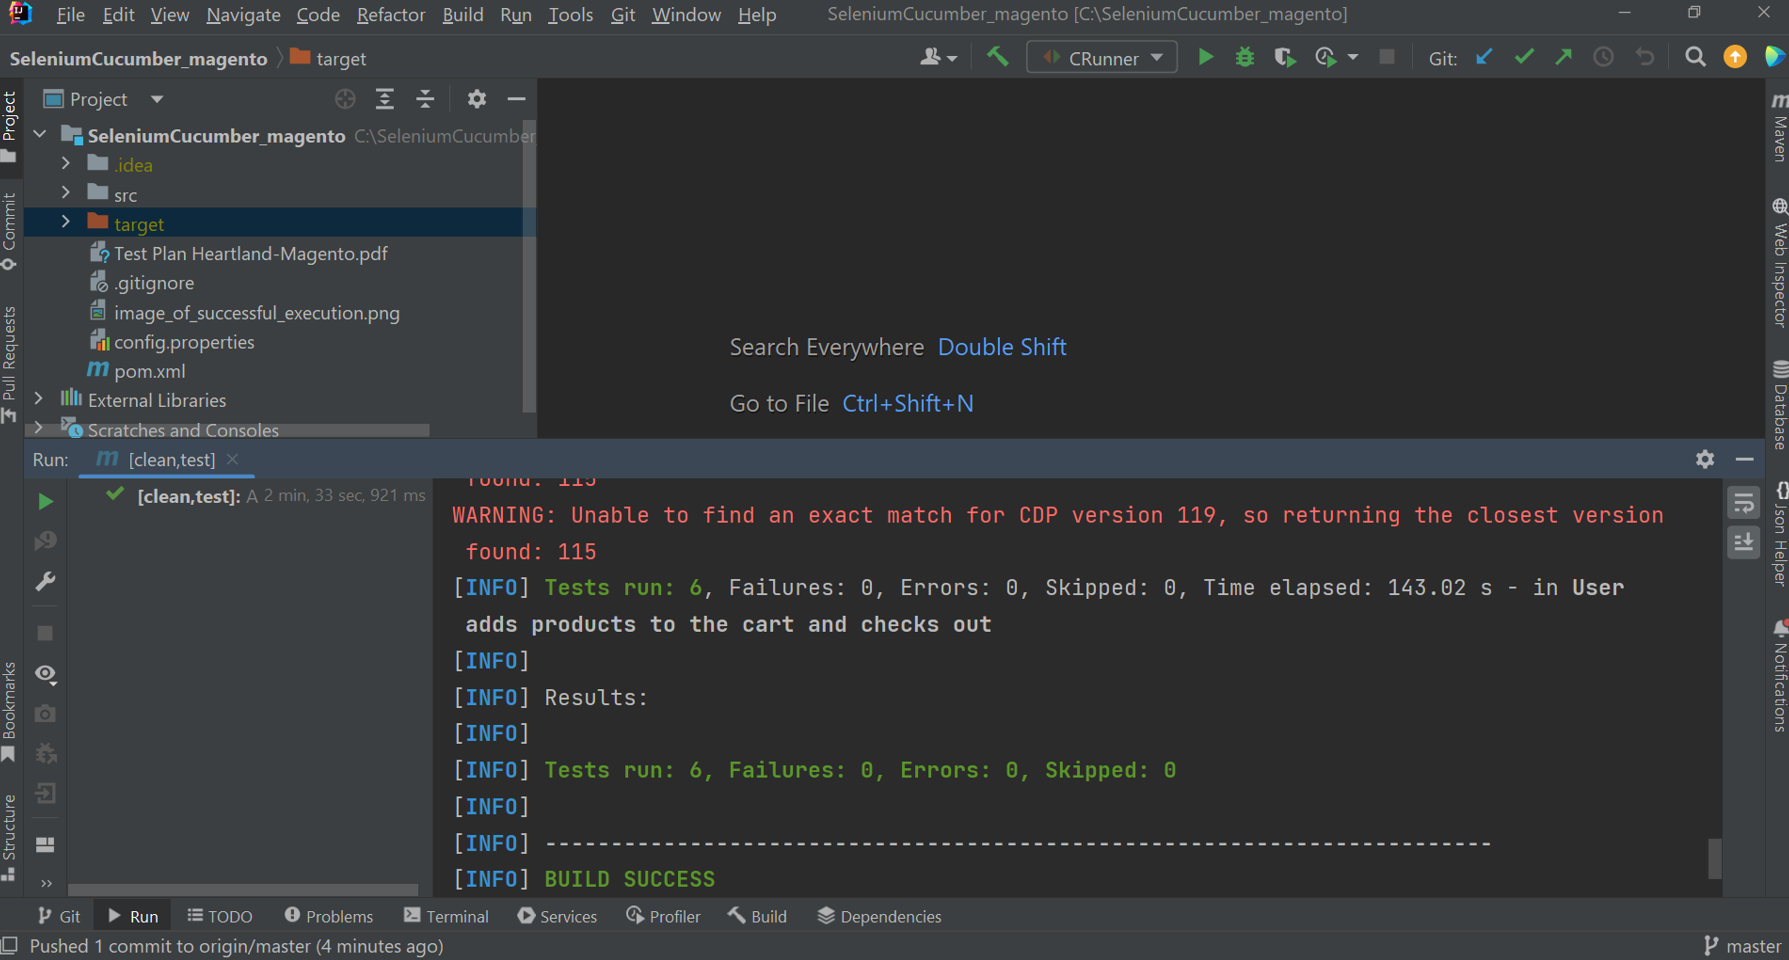 File Edit View Navigate Code Refactor Build Run Tools Git Window Help SeleniumCucumber_magento [C:\SeleniumCucumber_magento]
SeleniumCucumber_magento target CRunner Git:
Project
SeleniumCucumber_magento C:\SeleniumCucumber
.idea
src
target
Test Plan Heartland-Magento.pdf
.gitignore
image_of_successful_execution.png
config.properties
pom.xml
External Libraries
Scratches and Consoles
Search Everywhere Double Shift
Go to File Ctrl+Shift+N
Project
Commit
Pull Requests
Bookmarks
Structure
Maven
Web Inspector
Database
Json Helper
Notifications
Run: [clean,test]
[clean,test]: A 2 min, 33 sec, 921 ms
found: 115
WARNING: Unable to find an exact match for CDP version 119, so returning the closest version
found: 115
[INFO] Tests run: 6, Failures: 0, Errors: 0, Skipped: 0, Time elapsed: 143.02 s - in User
adds products to the cart and checks out
[INFO]
[INFO] Results:
[INFO]
[INFO] Tests run: 6, Failures: 0, Errors: 0, Skipped: 0
[INFO]
[INFO] ------------------------------------------------------------------------
[INFO] BUILD SUCCESS
Git Run TODO Problems Terminal Services Profiler Build Dependencies
Pushed 1 commit to origin/master (4 minutes ago) master